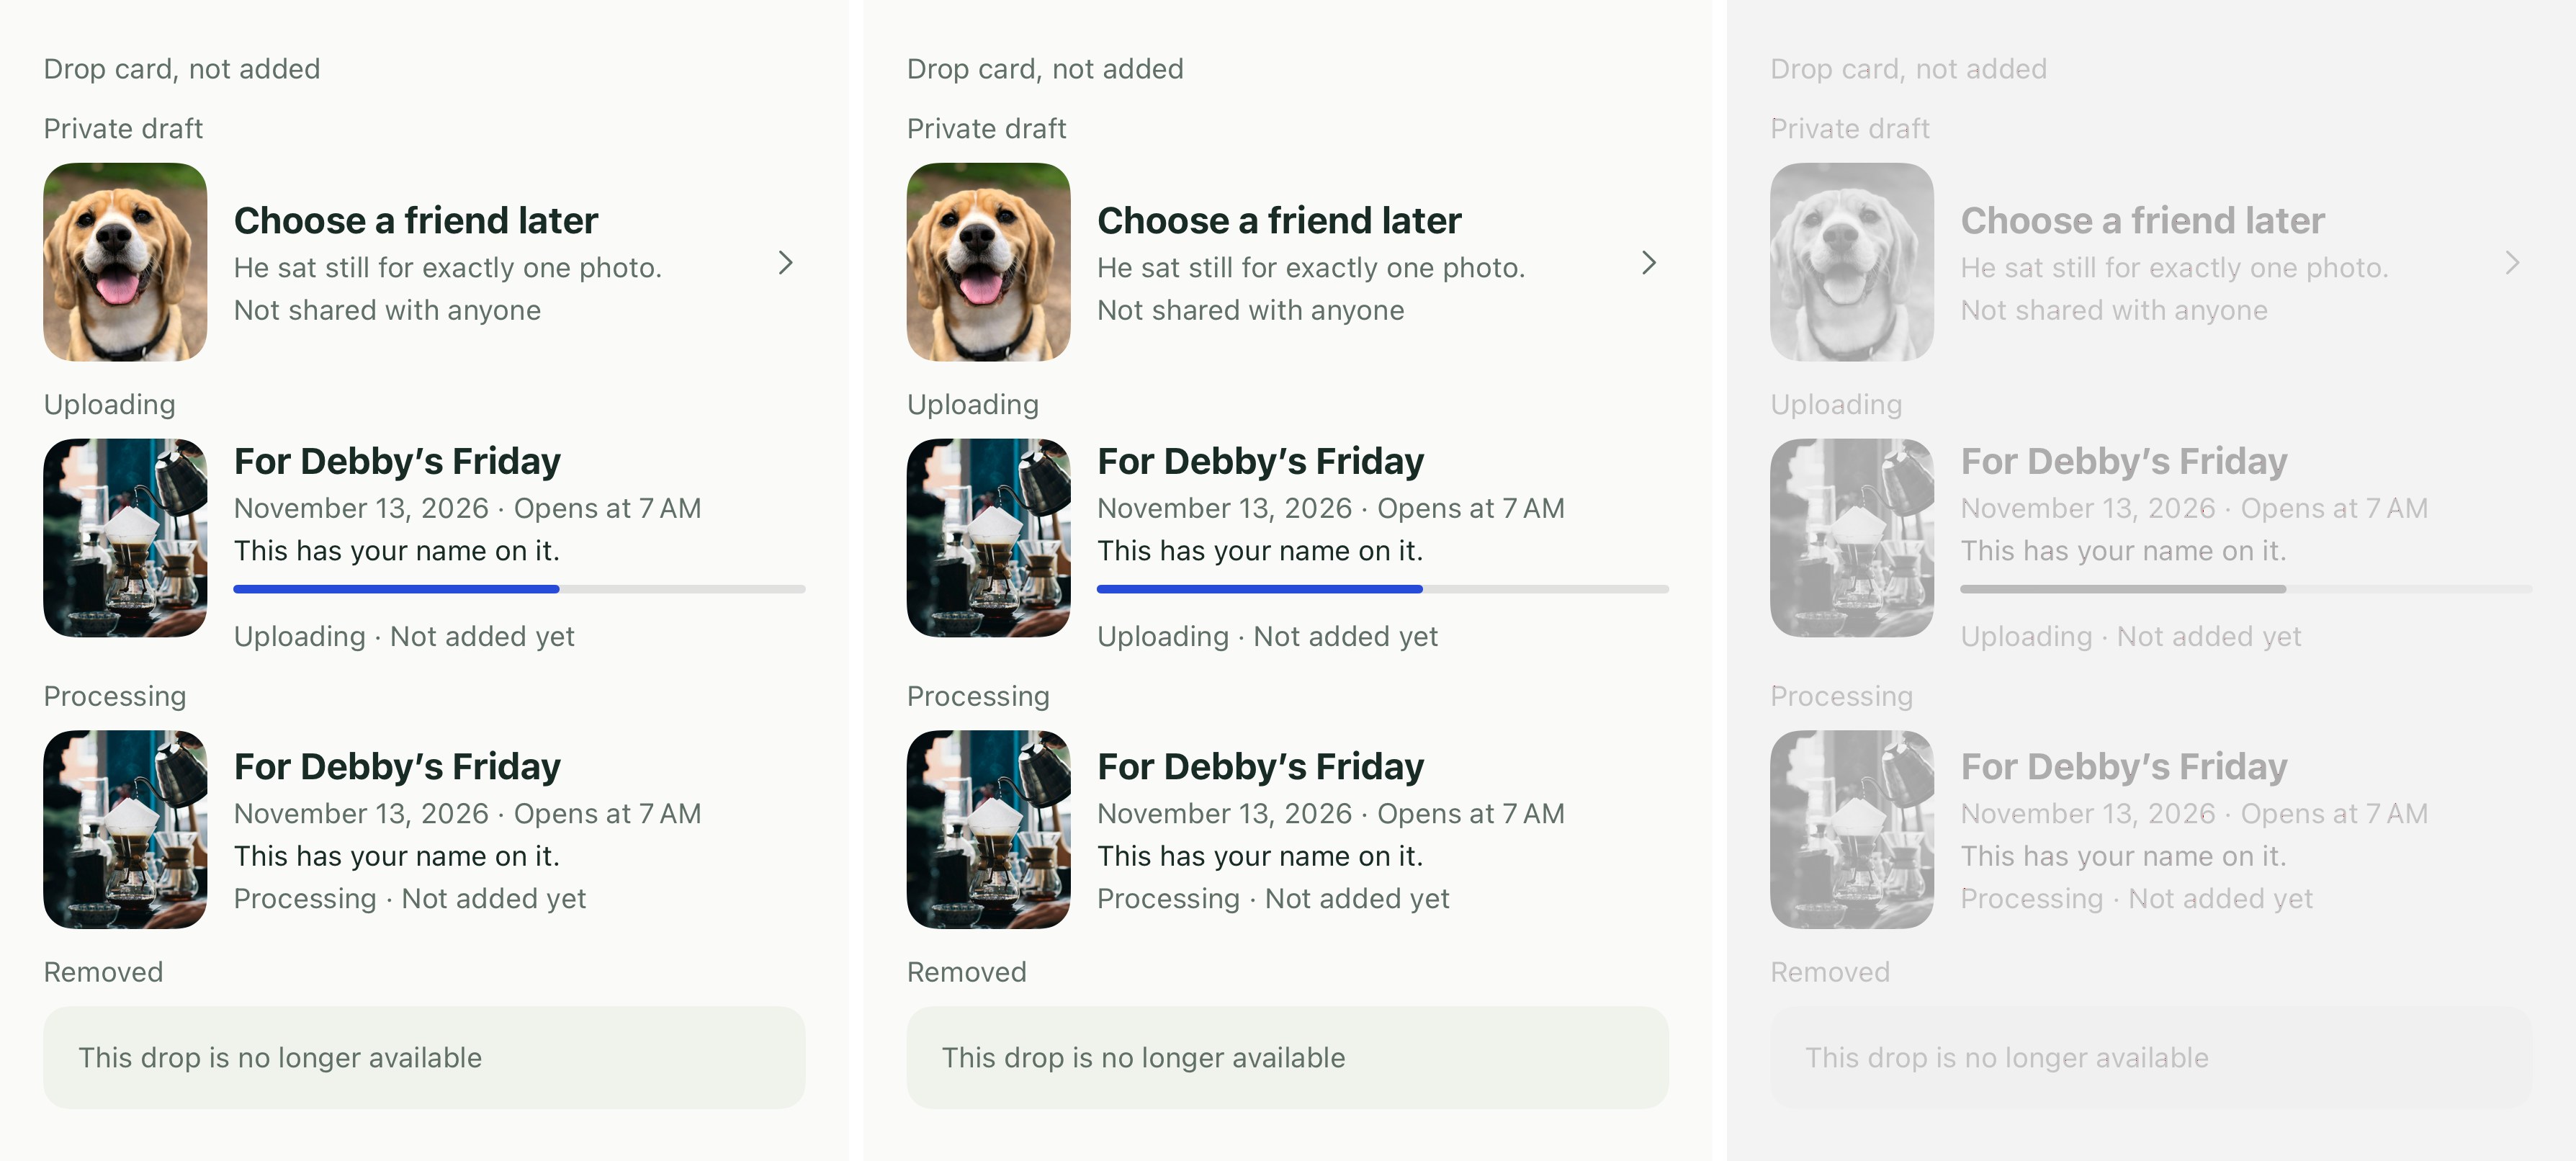 Drop card, not added
Private draft
Choose a friend later
He sat still for exactly one photo.
Not shared with anyone
Uploading
For Debby’s Friday
November 13, 2026 · Opens at 7 AM
This has your name on it.
Uploading · Not added yet
Processing
For Debby’s Friday
November 13, 2026 · Opens at 7 AM
This has your name on it.
Processing · Not added yet
Removed
This drop is no longer available
Drop card, not added
Private draft
Choose a friend later
He sat still for exactly one photo.
Not shared with anyone
Uploading
For Debby’s Friday
November 13, 2026 · Opens at 7 AM
This has your name on it.
Uploading · Not added yet
Processing
For Debby’s Friday
November 13, 2026 · Opens at 7 AM
This has your name on it.
Processing · Not added yet
Removed
This drop is no longer available
Drop card, not added
Private draft
Choose a friend later
He sat still for exactly one photo.
Not shared with anyone
Uploading
For Debby’s Friday
November 13, 2026 · Opens at 7 AM
This has your name on it.
Uploading · Not added yet
Processing
For Debby’s Friday
November 13, 2026 · Opens at 7 AM
This has your name on it.
Processing · Not added yet
Removed
This drop is no longer available